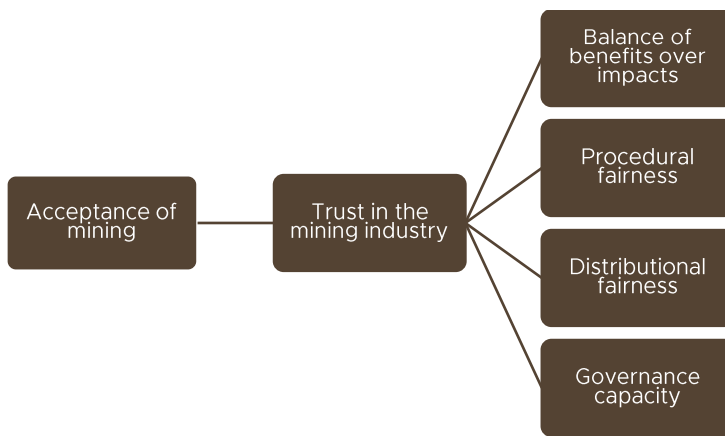 Balance of
benefits over
impacts
Procedural
fairness
Acceptance of
mining
Trust in the
mining industry
Distributional
fairness
Governance
capacity